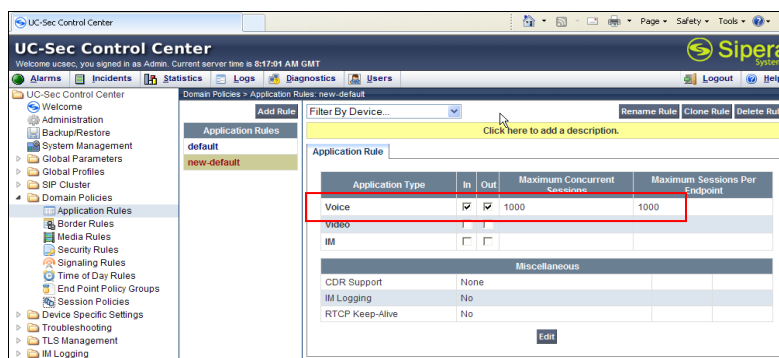 UC-Sec Control Center
Page Safety Tools
UC-Sec Control Center
Welcome ucsec, you signed in as Admin. Current server time is 8:17:01 AM GMT
Sipera
Systems
Alarms Incidents Statistics Logs Diagnostics Users Logout Help
UC-Sec Control Center
Welcome
Administration
Backup/Restore
System Management
Global Parameters
Global Profiles
SIP Cluster
Domain Policies
Application Rules
Border Rules
Media Rules
Security Rules
Signaling Rules
Time of Day Rules
End Point Policy Groups
Session Policies
Device Specific Settings
Troubleshooting
TLS Management
IM Logging
Domain Policies > Application Rules: new-default
Add Rule
Application Rules
default
new-default
Filter By Device...
Rename Rule Clone Rule Delete Rul
Click here to add a description.
Application Rule
Application Type In Out Maximum Concurrent Sessions Maximum Sessions Per Endpoint
Voice 1000 1000
Video
IM
Miscellaneous
CDR Support None
IM Logging No
RTCP Keep-Alive No
Edit